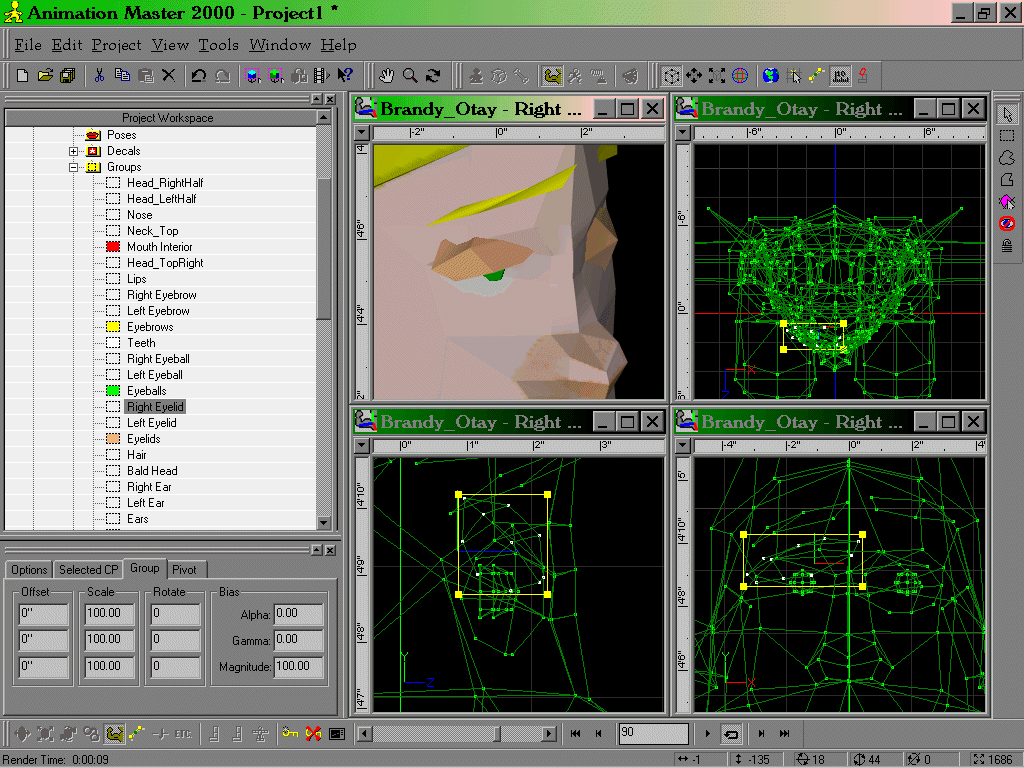 Animation Master 2000 - Project1 *
File Edit Project View Tools Window Help
ETC.
Project Workspace
Poses
Decals
Groups
Head_RightHalf
Head_LeftHalf
Nose
Neck_Top
Mouth Interior
Head_TopRight
Lips
Right Eyebrow
Left Eyebrow
Eyebrows
Teeth
Right Eyeball
Left Eyeball
Eyeballs
Right Eyelid
Left Eyelid
Eyelids
Hair
Bald Head
Right Ear
Left Ear
Ears
Options Selected CP Group Pivot
Offset Scale Rotate Bias
0" 100.00 0 Alpha: 0.00
0" 100.00 0 Gamma: 0.00
0" 100.00 0 Magnitude: 100.00
Brandy_Otay - Right ...
-2" 0" 2"
4'6"
4'4"
Brandy_Otay - Right ...
-6" 0" 6"
-6"
0"
X
Z
Brandy_Otay - Right ...
0" 1" 2" 3"
4'10"
4'9"
4'8"
4'7"
Y
Z
Brandy_Otay - Right ...
-4" -2" 0" 2" 4"
5'
4'10"
4'8"
4'6"
Y
X
90
Render Time: 0:00:09
-1 -135 18 44 0 1686